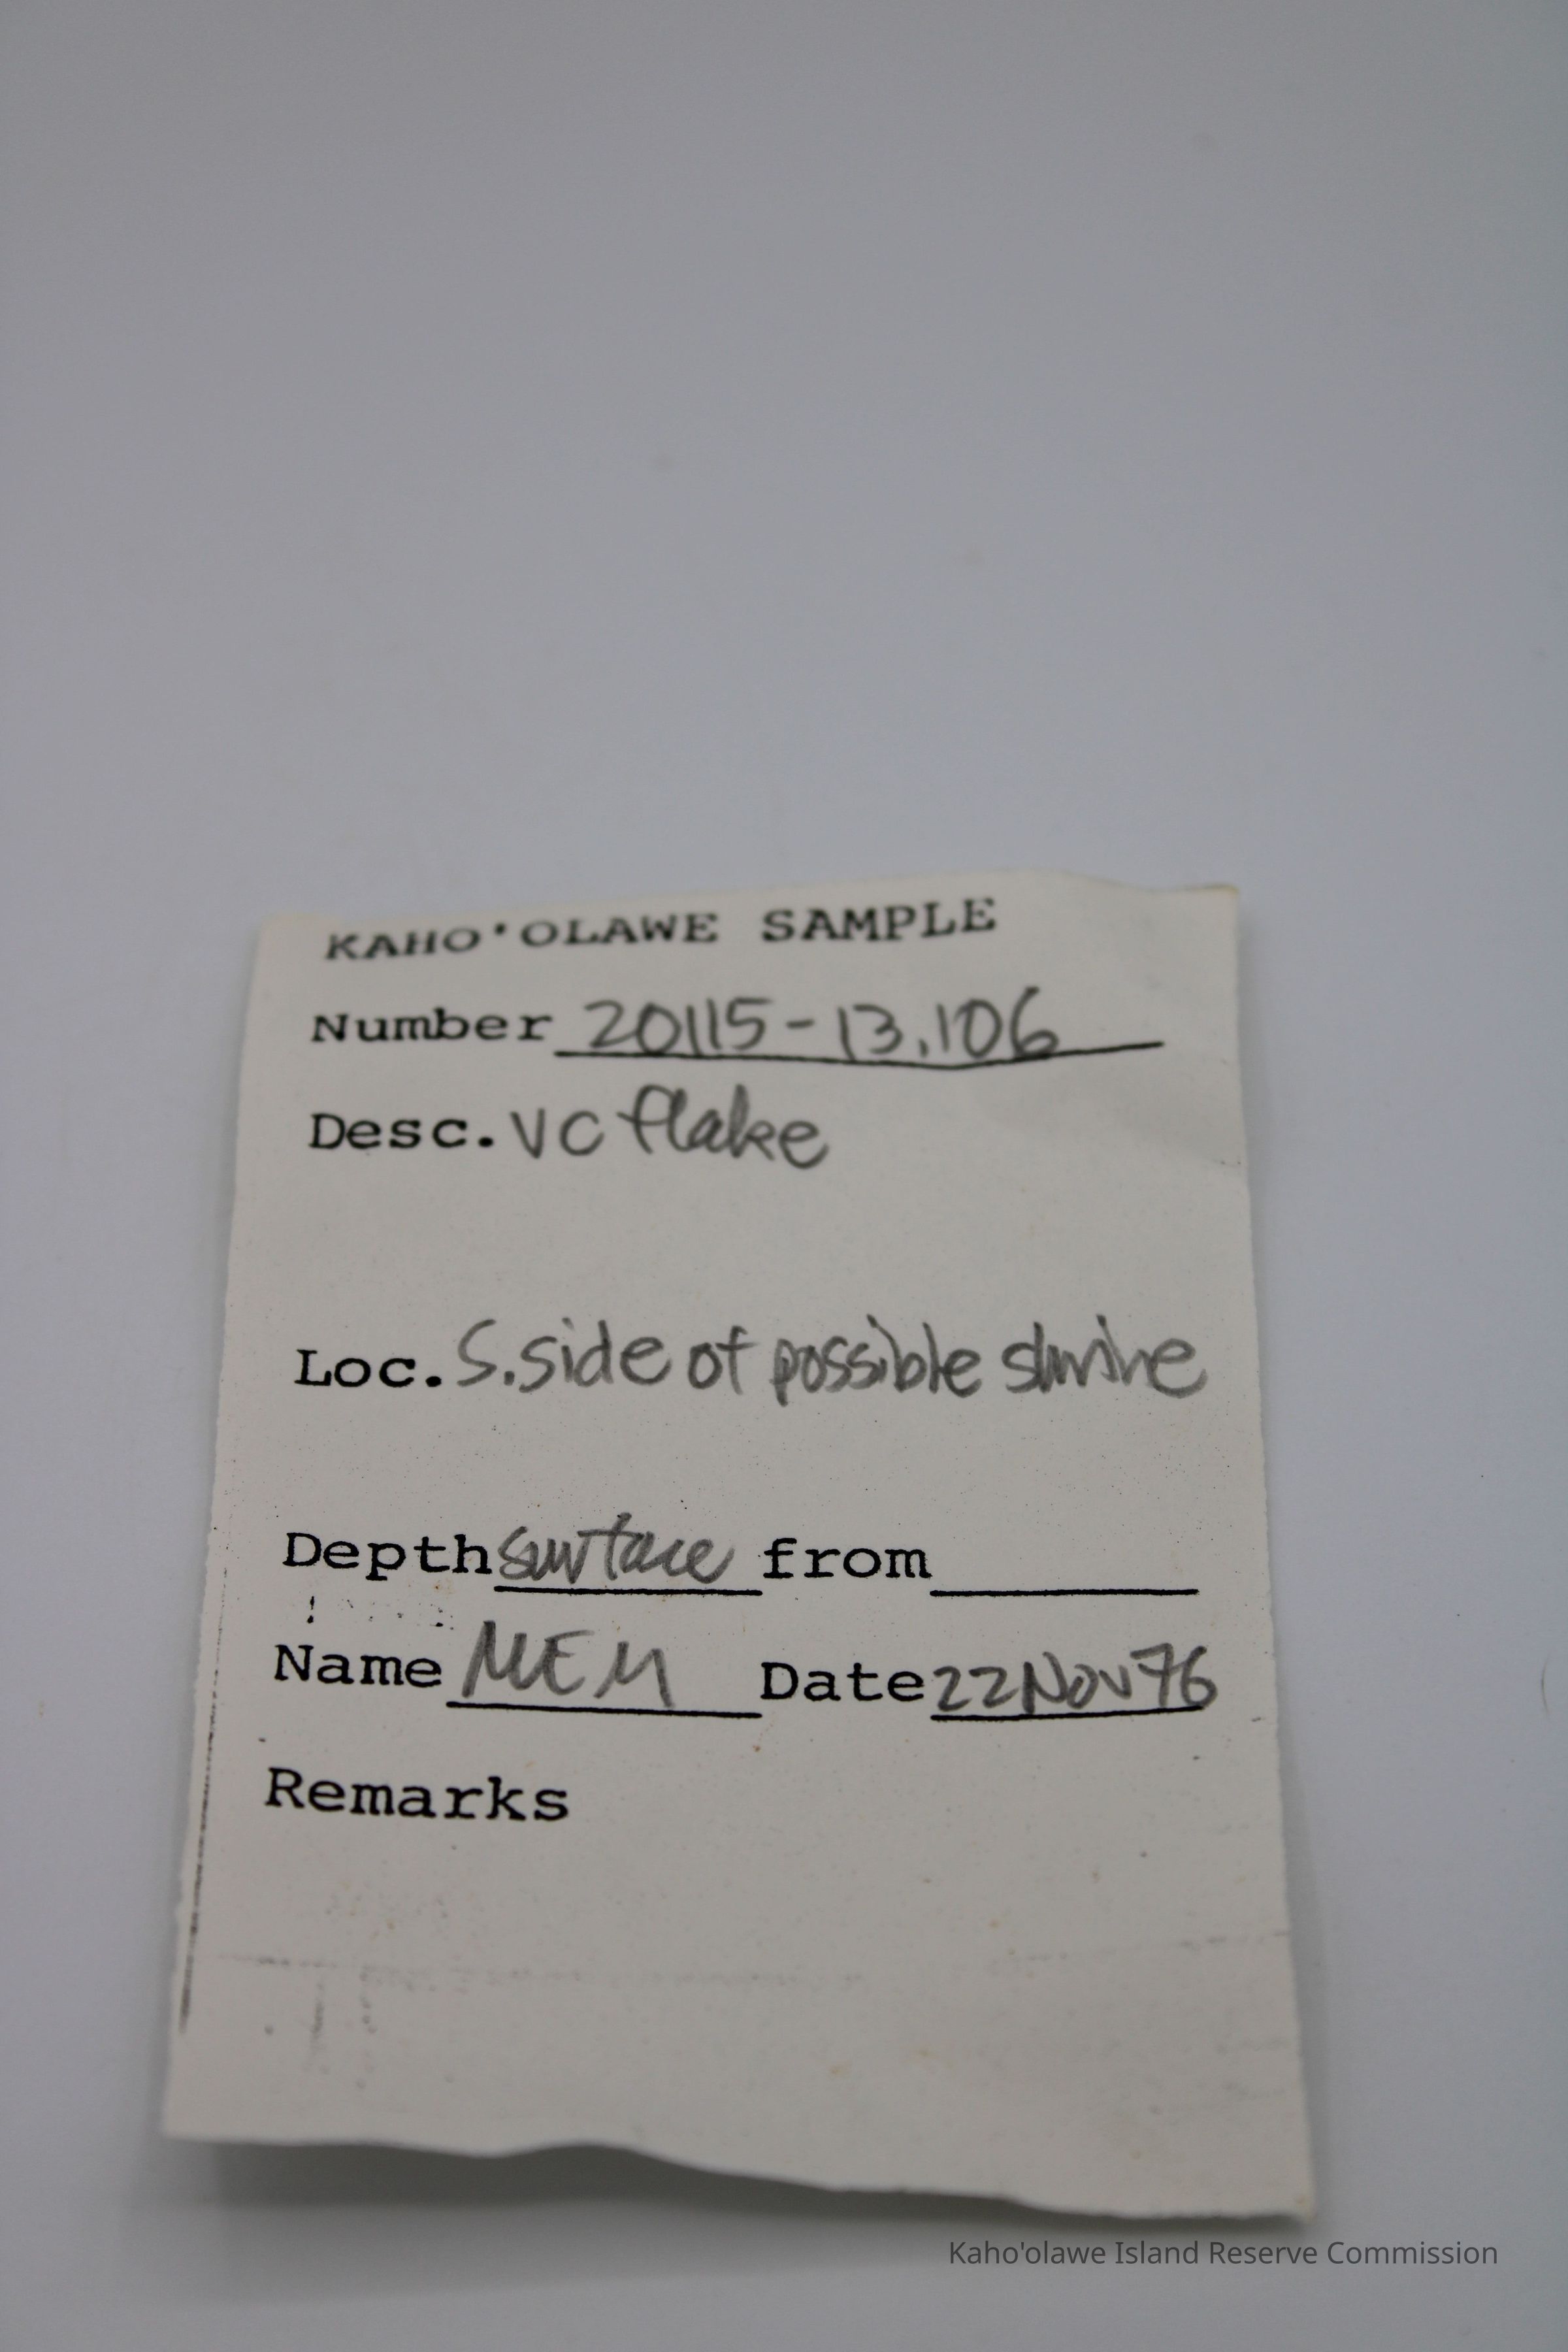 KAHO'OLAWE SAMPLE
Number 20115-13.106
Desc. VC flake
Loc. S. side of possible shrine
Depth surface from
Name MEM Date 22Nov76
Remarks
Kaho'olawe Island Reserve Commission